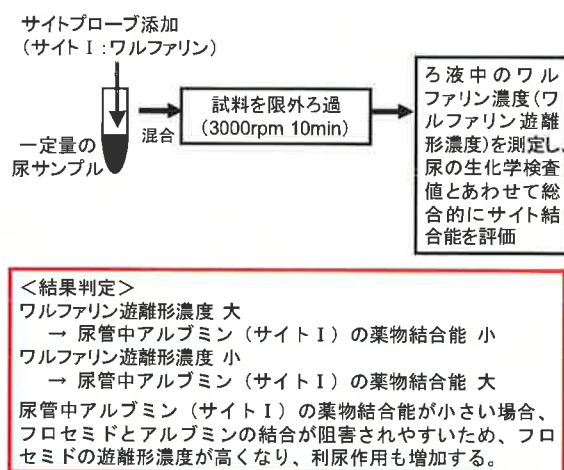 サイトプローブ添加
(サイトⅠ:ワルファリン)
一定量の
尿サンプル
混合
試料を限外ろ過
(3000rpm 10min)
ろ液中のワル
ファリン濃度(ワ
ルファリン遊離
形濃度)を測定し、
尿の生化学検査
値とあわせて総
合的にサイト結
合能を評価
<結果判定>
ワルファリン遊離形濃度 大
→ 尿管中アルブミン(サイトⅠ)の薬物結合能 小
ワルファリン遊離形濃度 小
→ 尿管中アルブミン(サイトⅠ)の薬物結合能 大
尿管中アルブミン(サイトⅠ)の薬物結合能が小さい場合、
フロセミドとアルブミンの結合が阻害されやすいため、フロ
セミドの遊離形濃度が高くなり、利尿作用も増加する。